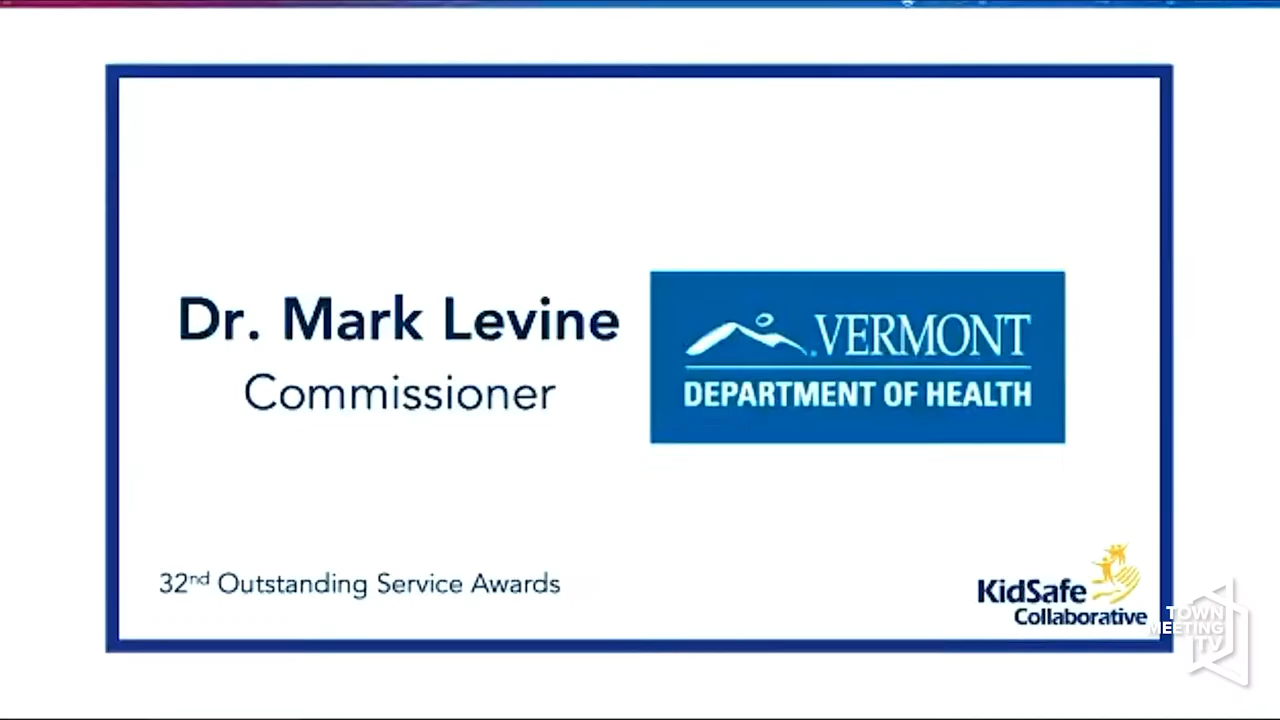 Dr. Mark Levine
Commissioner
VERMONT
DEPARTMENT OF HEALTH
32nd Outstanding Service Awards
KidSafe
Collaborative
TOWN
MEETING
TV